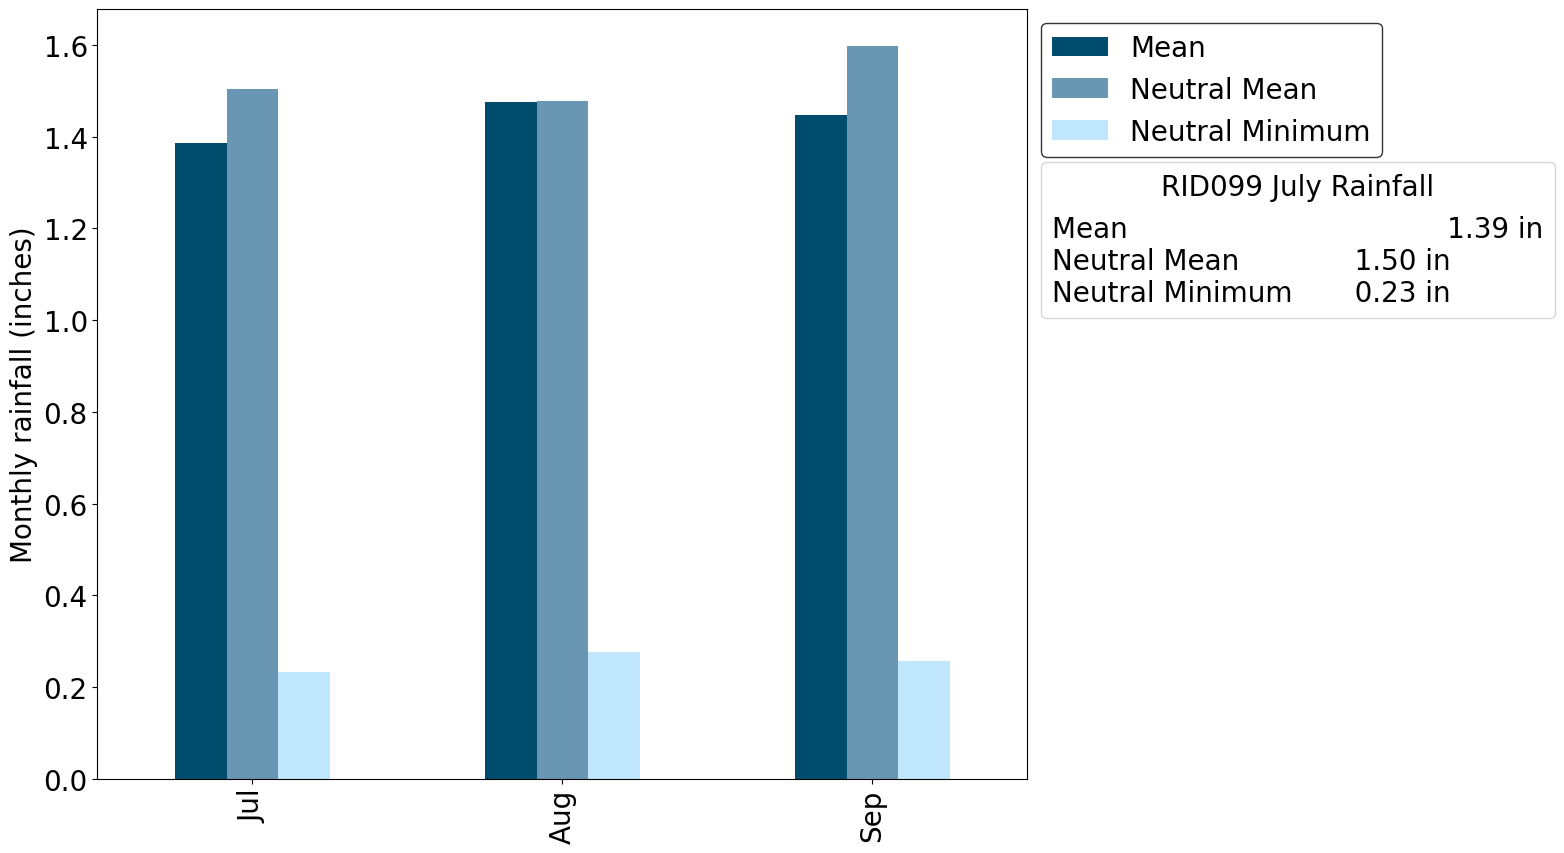 Monthly rainfall (inches)
1.6
1.4
1.2
1.0
0.8
0.6
0.4
0.2
0.0
Jul
Aug
Sep
Mean
Neutral Mean
Neutral Minimum
RID099 July Rainfall
Mean 1.39 in
Neutral Mean 1.50 in
Neutral Minimum 0.23 in